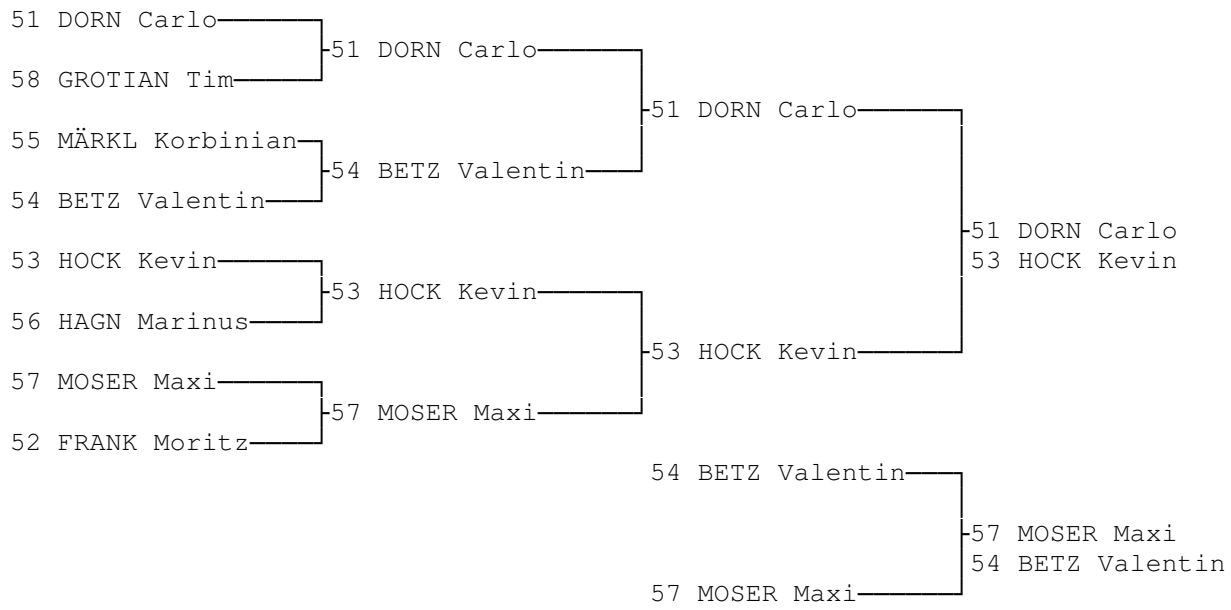 51 DORN Carlo
51 DORN Carlo
58 GROTIAN Tim
51 DORN Carlo
55 MÄRKL Korbinian
54 BETZ Valentin
54 BETZ Valentin
51 DORN Carlo
53 HOCK Kevin
53 HOCK Kevin
53 HOCK Kevin
56 HAGN Marinus
53 HOCK Kevin
57 MOSER Maxi
57 MOSER Maxi
52 FRANK Moritz
54 BETZ Valentin
57 MOSER Maxi
54 BETZ Valentin
57 MOSER Maxi